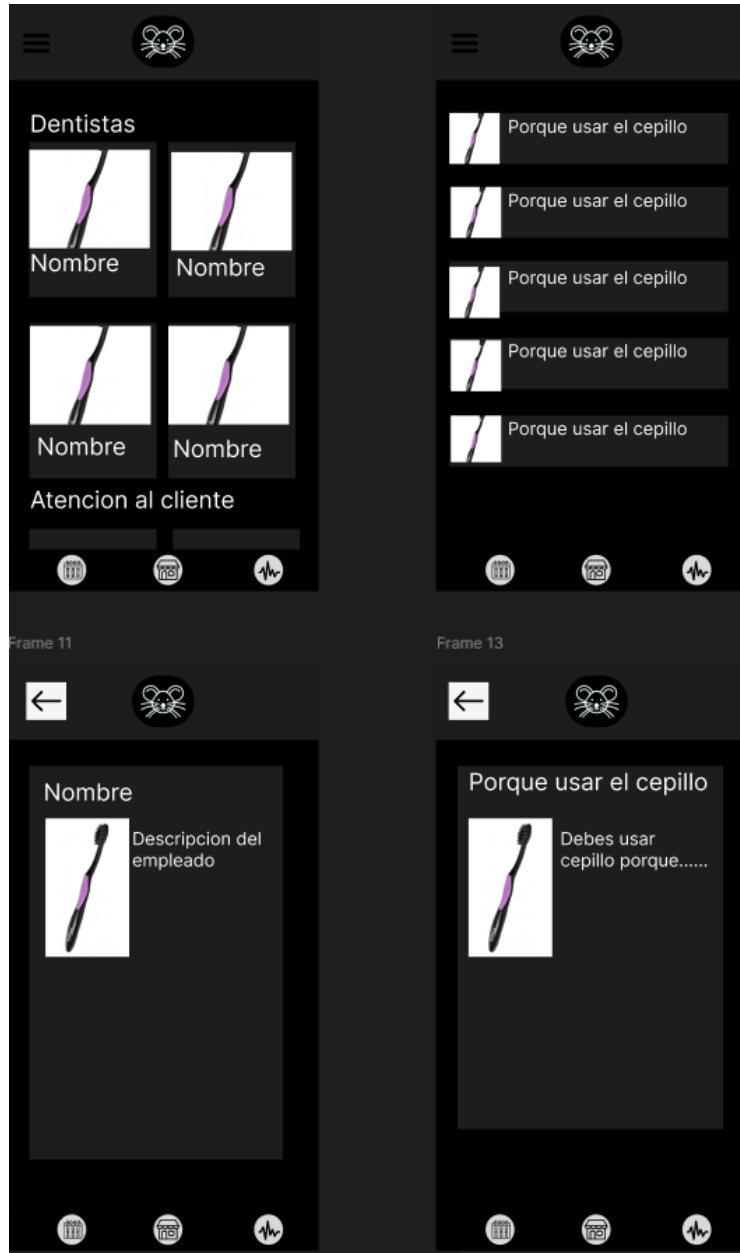 Dentistas
Nombre
Nombre
Nombre
Nombre
Atencion al cliente
Porque usar el cepillo
Porque usar el cepillo
Porque usar el cepillo
Porque usar el cepillo
Porque usar el cepillo
Frame 11
Nombre
Descripcion del
empleado
Frame 13
Porque usar el cepillo
Debes usar
cepillo porque......